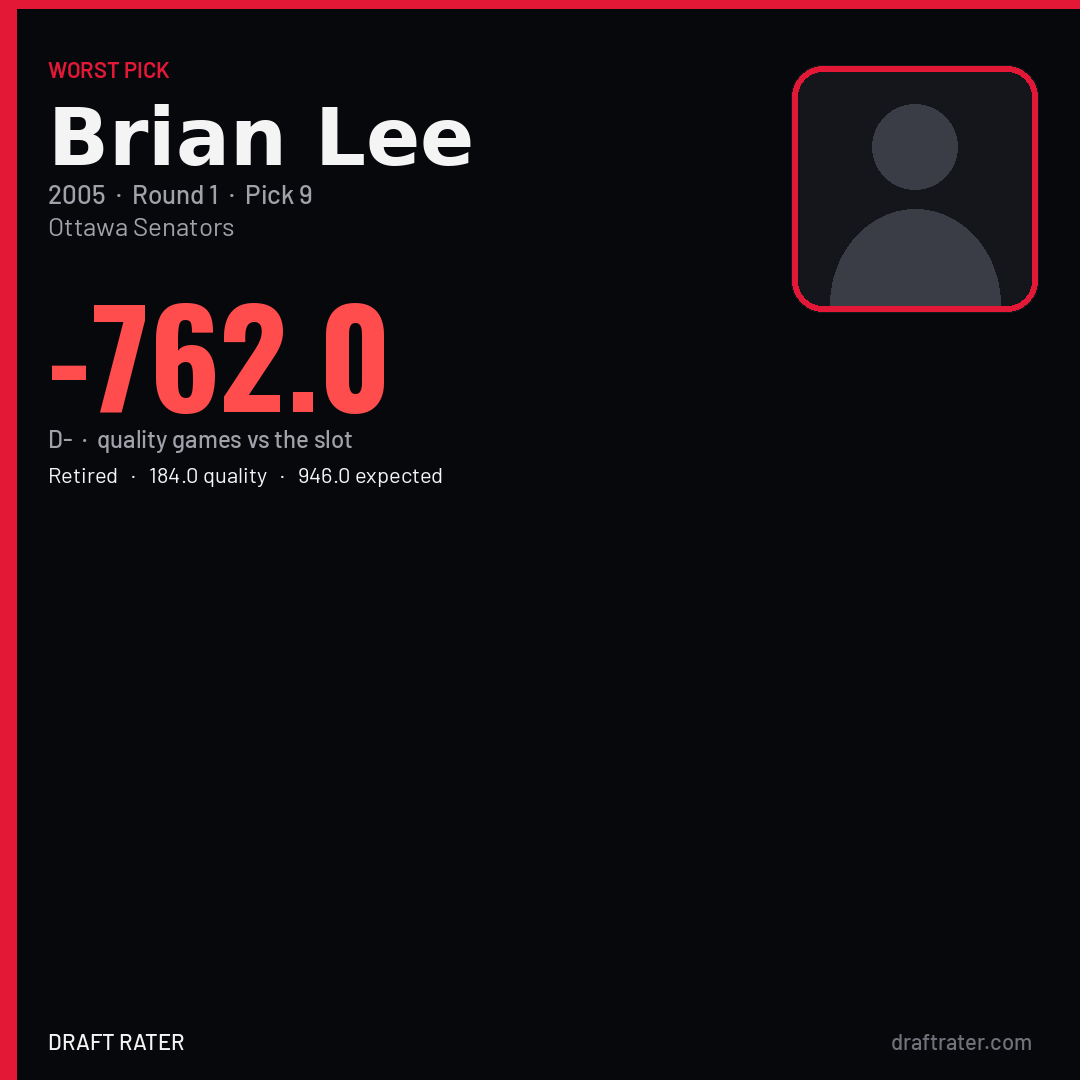 WORST PICK
Brian Lee
2005 · Round 1 · Pick 9
Ottawa Senators
-762.0
D- · quality games vs the slot
Retired · 184.0 quality · 946.0 expected
DRAFT RATER
draftrater.com